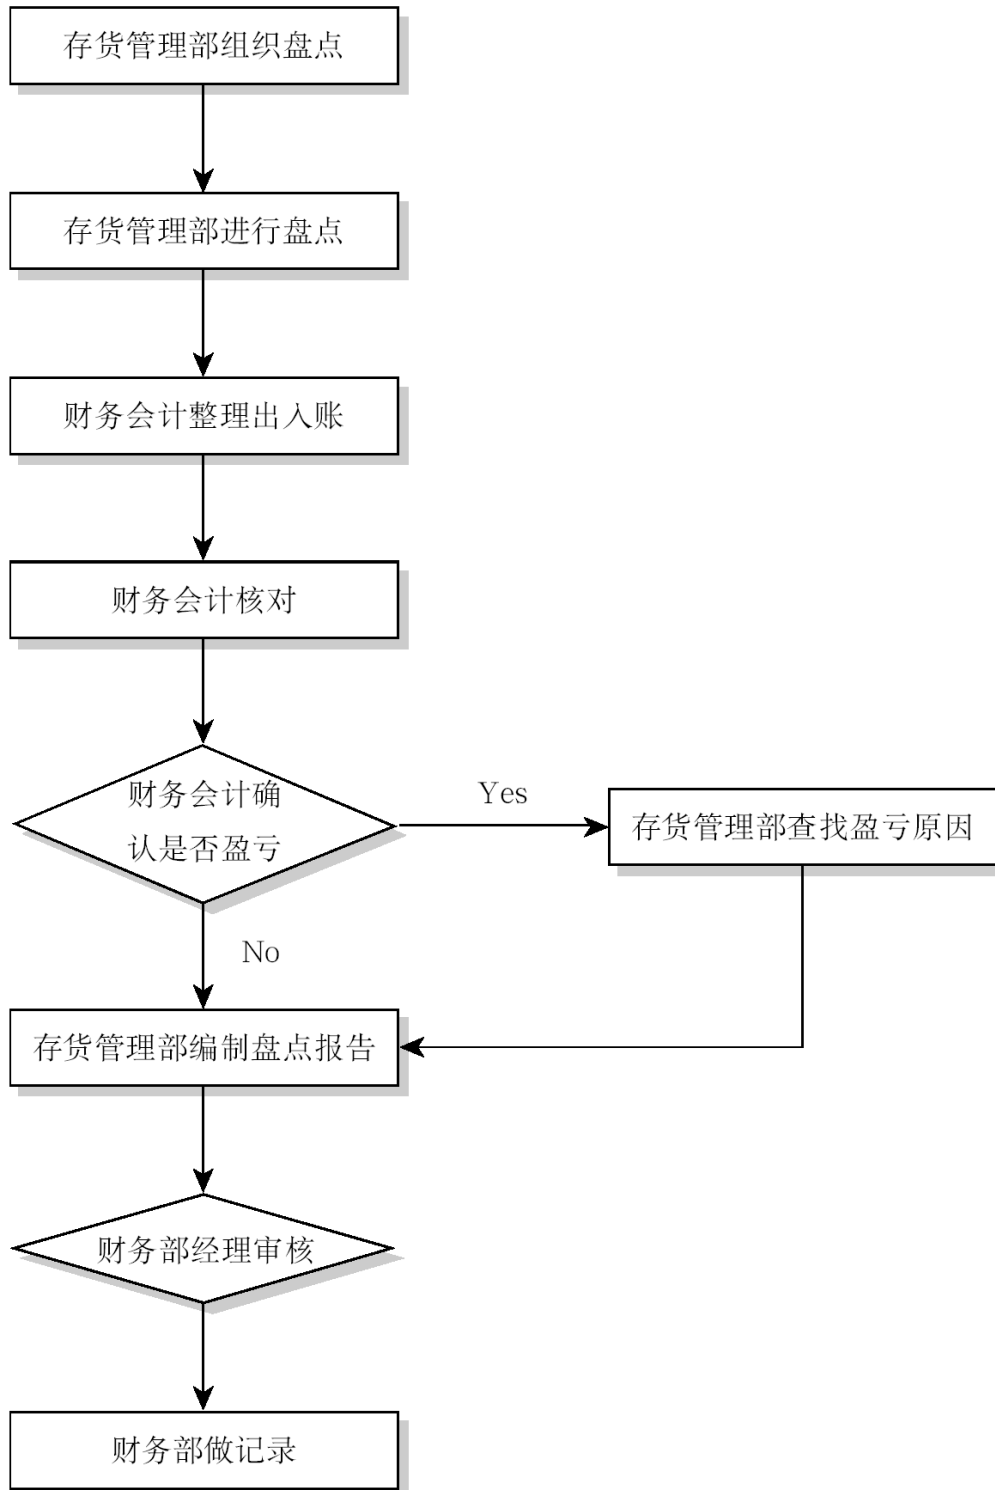 存货管理部组织盘点
存货管理部进行盘点
财务会计整理出入账
财务会计核对
财务会计确
认是否盈亏
Yes
存货管理部查找盈亏原因
No
存货管理部编制盘点报告
财务部经理审核
财务部做记录